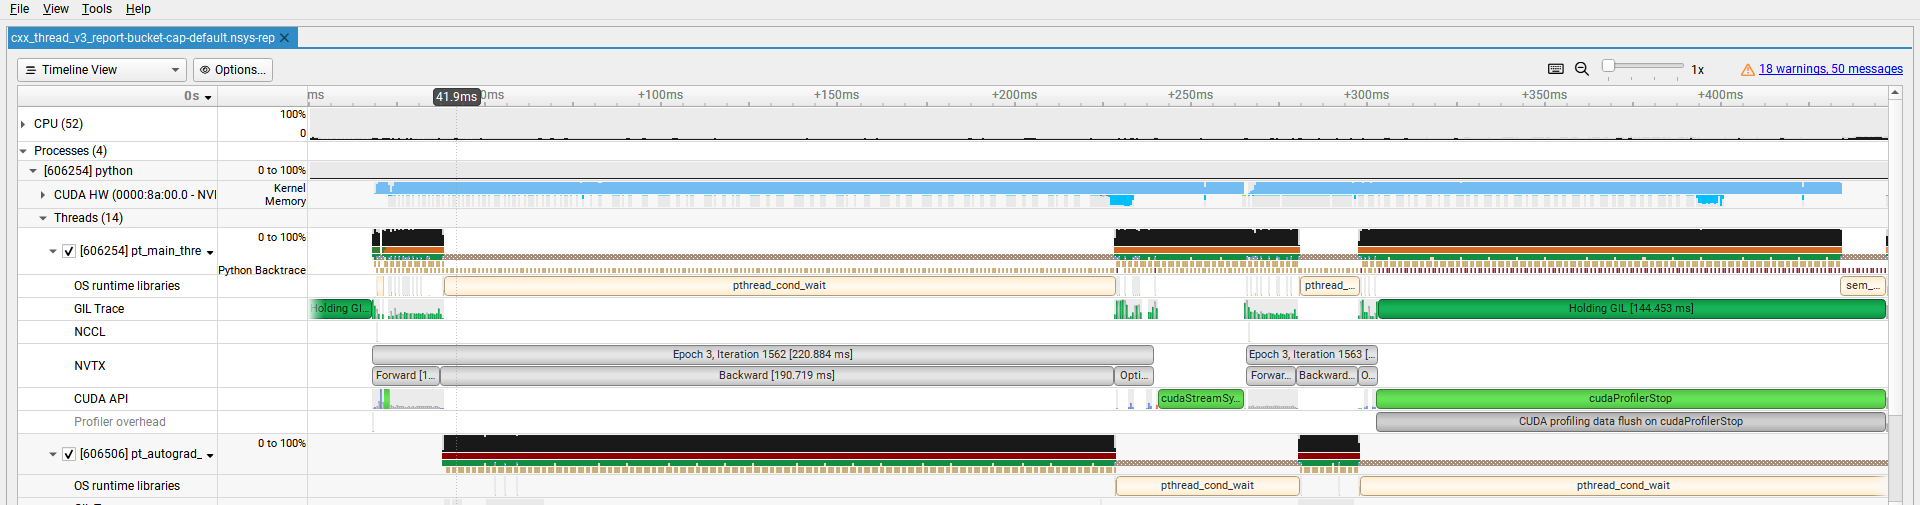 File View Tools Help
cxx_thread_v3_report-bucket-cap-default.nsys-rep
Timeline View Options... 1x 18 warnings, 50 messages
0s ms 41.9ms 0ms +100ms +150ms +200ms +250ms +300ms +350ms +400ms
CPU (52) 100%
0
Processes (4)
[606254] python 0 to 100%
CUDA HW (0000:8a:00.0 - NVI Kernel
Memory
Threads (14)
[606254] pt_main_thre 0 to 100%
Python Backtrace
OS runtime libraries pthread_cond_wait pthread_... sem_...
GIL Trace Holding GI... Holding GIL [144.453 ms]
NCCL
NVTX Epoch 3, Iteration 1562 [220.884 ms] Epoch 3, Iteration 1563 [...
Forward [1... Backward [190.719 ms] Opti... Forwar... Backward... O...
CUDA API cudaStreamSy... cudaProfilerStop
Profiler overhead CUDA profiling data flush on cudaProfilerStop
[606506] pt_autograd_ 0 to 100%
OS runtime libraries pthread_cond_wait pthread_cond_wait